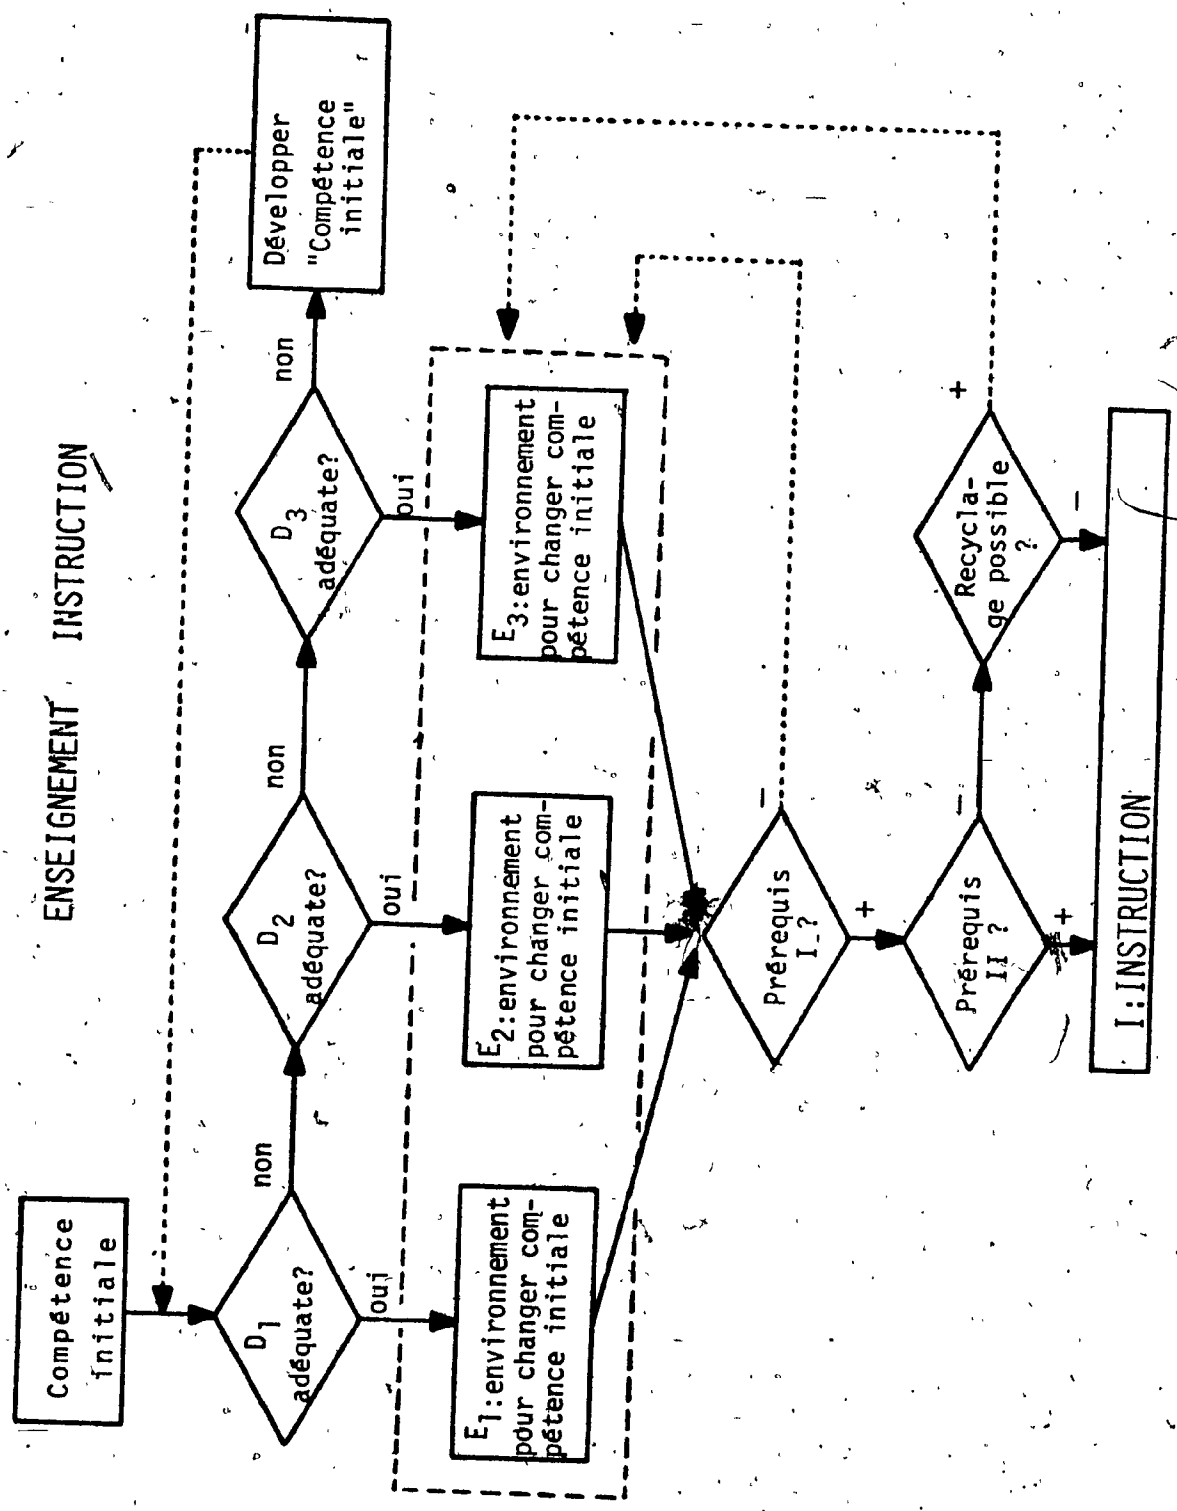 ENSEIGNEMENT INSTRUCTION
Compétence
initiale
D1
adéquate?
non
oui
D2
adéquate?
non
oui
D3
adéquate?
non
oui
Développer
"Compétence
initiale"
E1:environnement
pour changer com-
pétence initiale
E2:environnement
pour changer com-
pétence initiale
E3:environnement
pour changer com-
pétence initiale
Prérequis
I ?
-
+
Prérequis
II ?
-
+
Recycla-
ge possible
?
+
-
I:INSTRUCTION